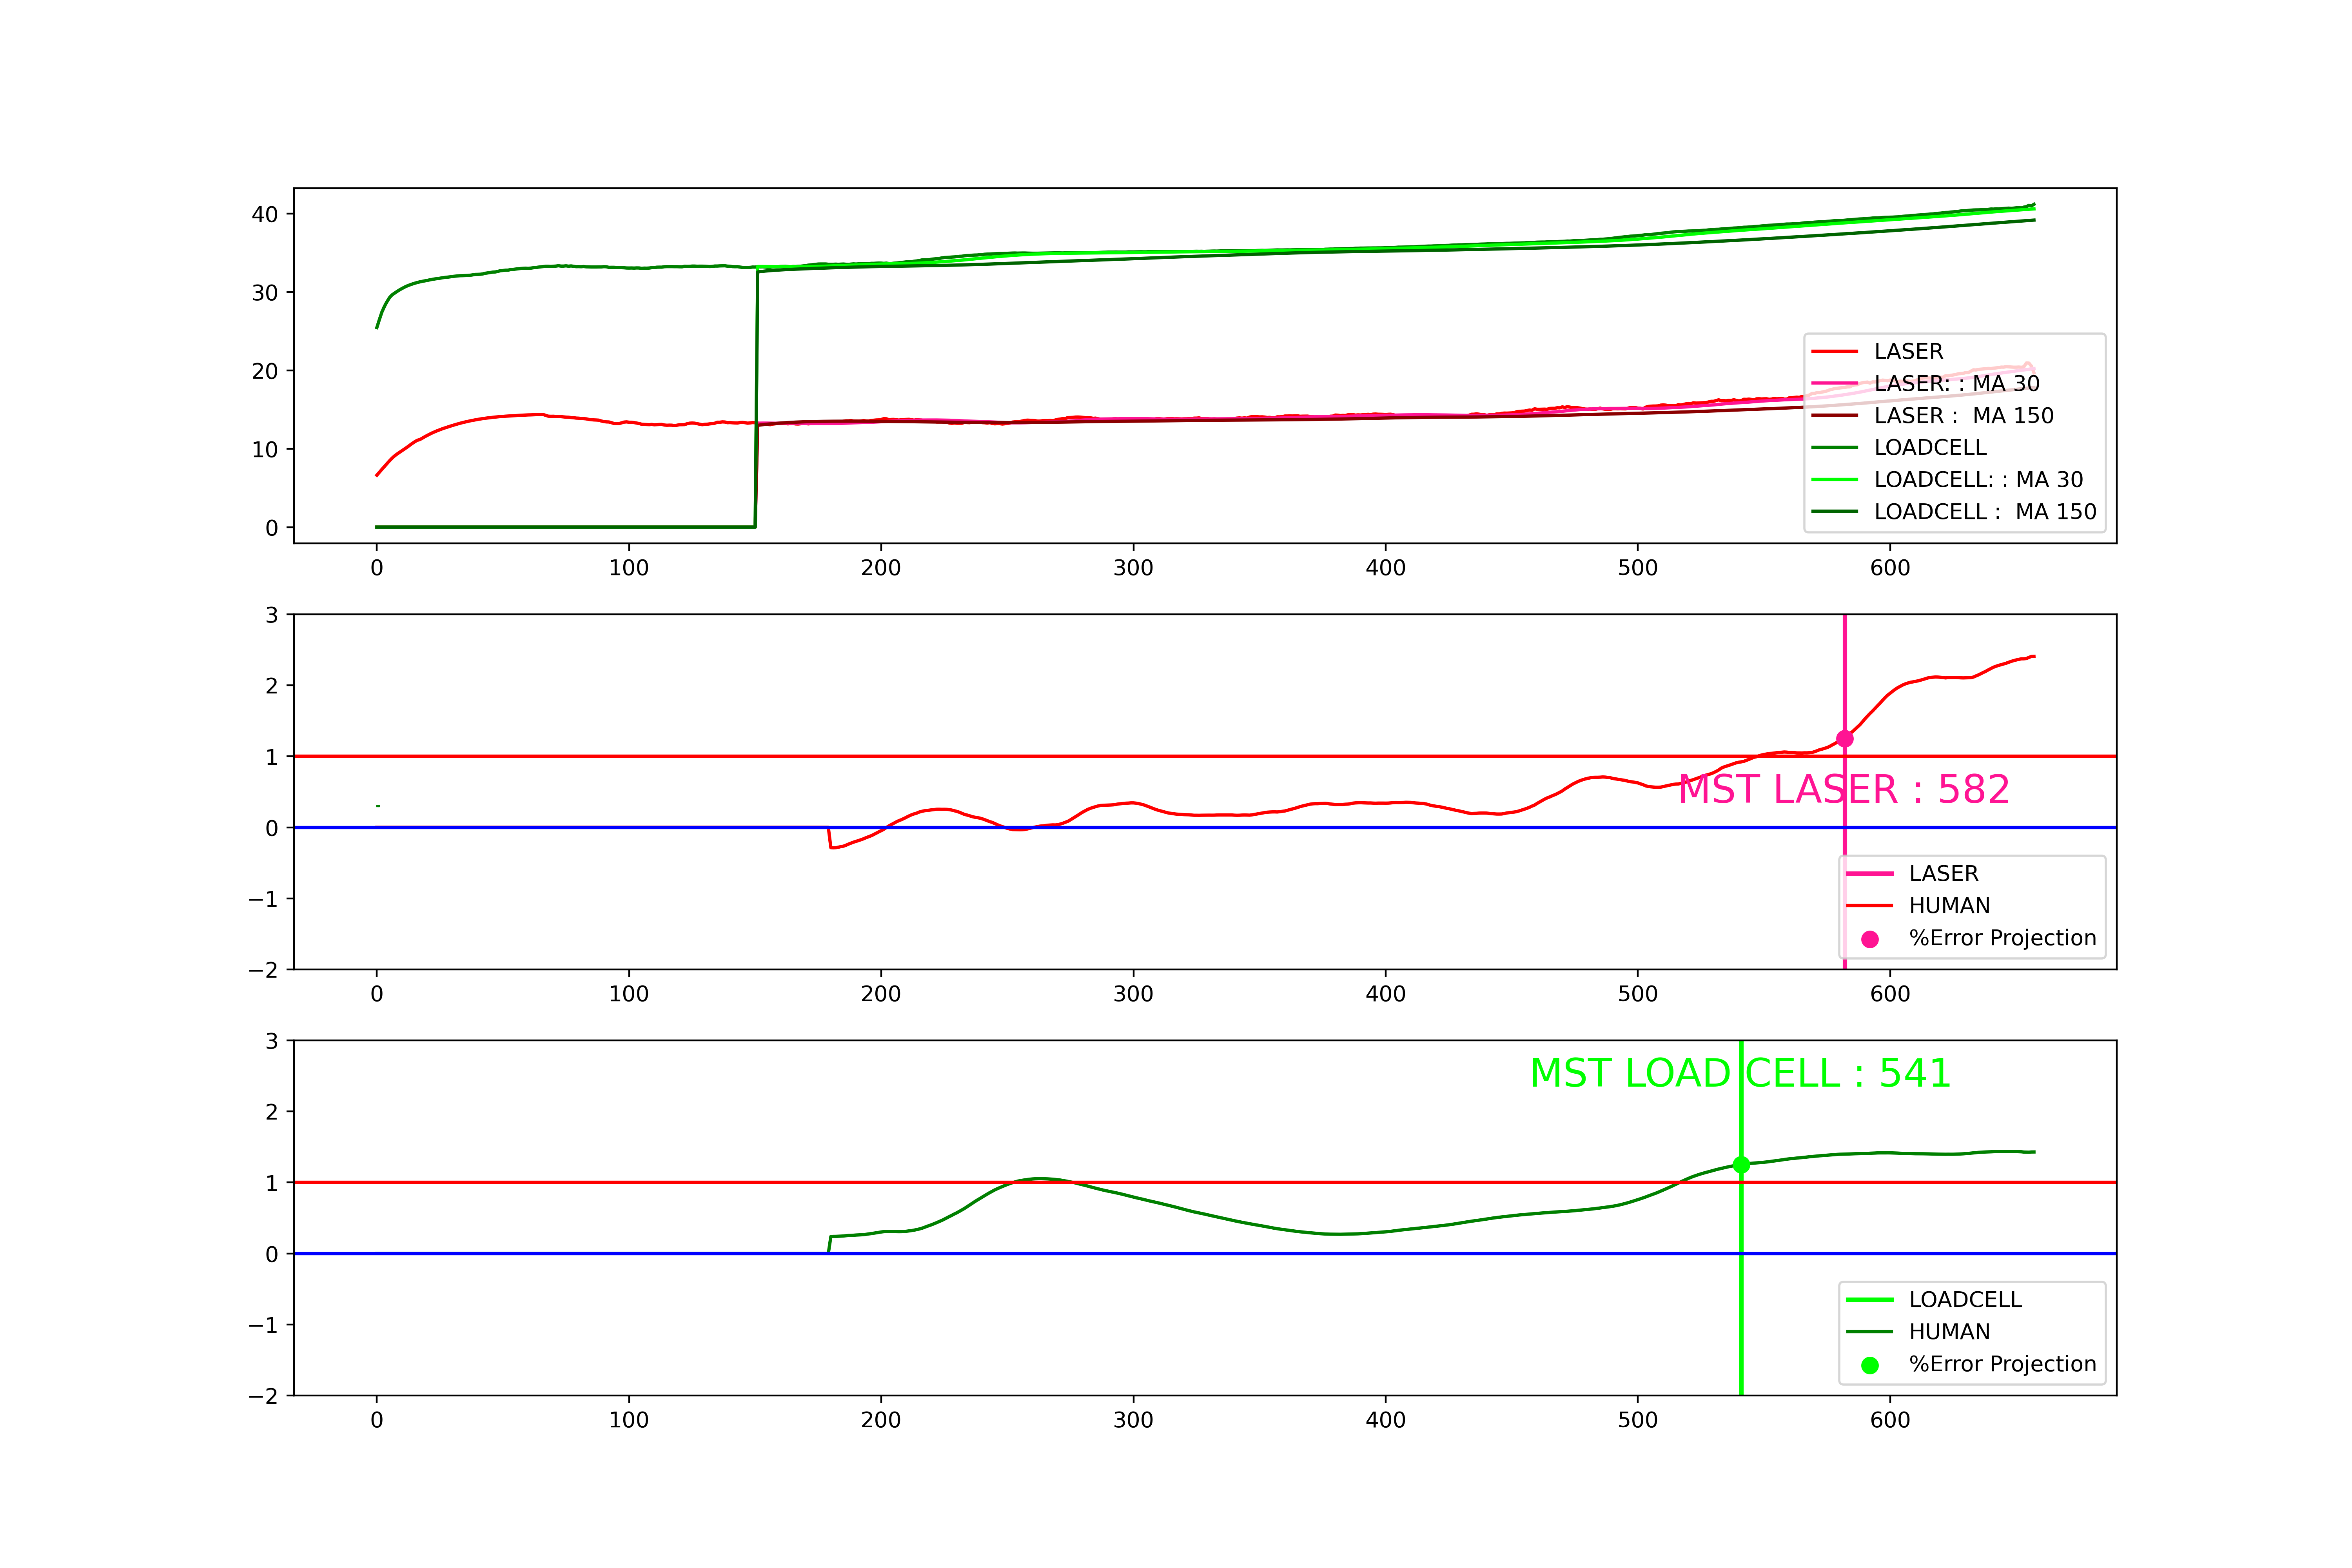 40
30
20
10
0
LASER
LASER: : MA 30
LASER :  MA 150
LOADCELL
LOADCELL: : MA 30
LOADCELL :  MA 150
0 100 200 300 400 500 600
3
2
1
0
−1
−2
MST LASER : 582
LASER
HUMAN
%Error Projection
0 100 200 300 400 500 600
3
2
1
0
−1
−2
MST LOAD CELL : 541
LOADCELL
HUMAN
%Error Projection
0 100 200 300 400 500 600